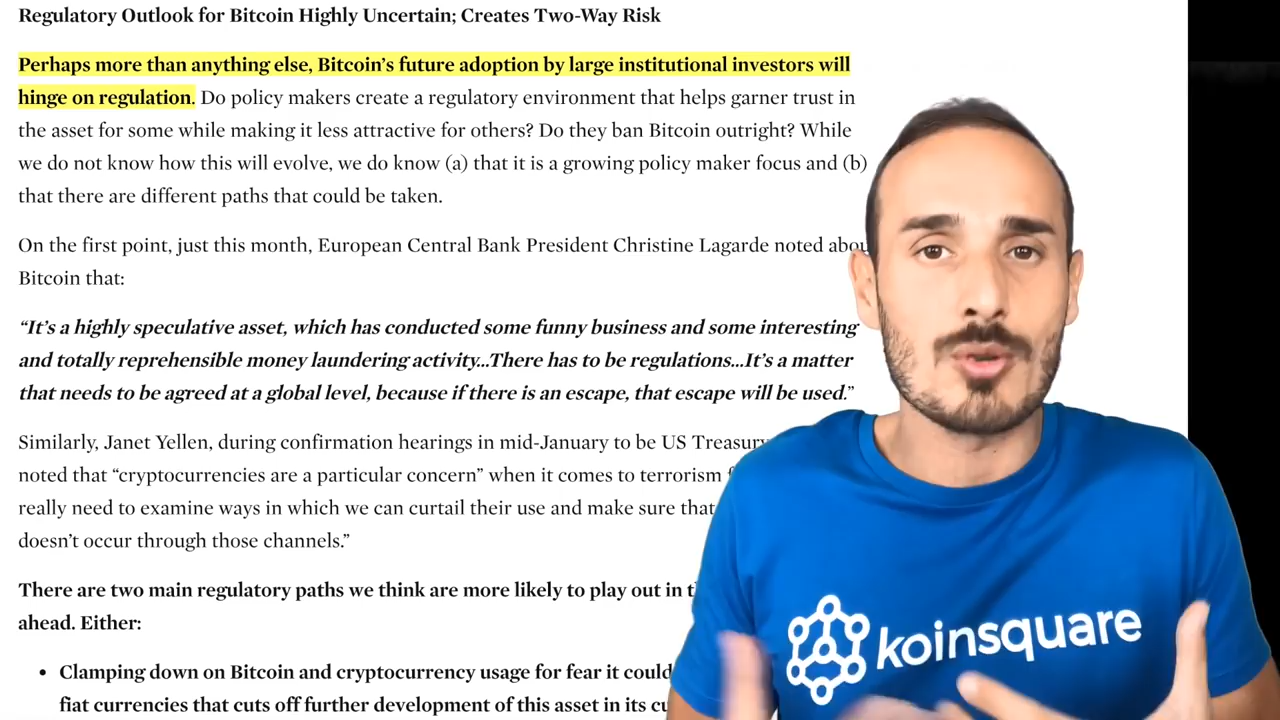 Regulatory Outlook for Bitcoin Highly Uncertain; Creates Two-Way Risk
Perhaps more than anything else, Bitcoin’s future adoption by large institutional investors will
hinge on regulation. Do policy makers create a regulatory environment that helps garner trust in
the asset for some while making it less attractive for others? Do they ban Bitcoin outright? While
we do not know how this will evolve, we do know (a) that it is a growing policy maker focus and (b)
that there are different paths that could be taken.
On the first point, just this month, European Central Bank President Christine Lagarde noted
Bitcoin that:
“It’s a highly speculative asset, which has conducted some funny business and some interesting
and totally reprehensible money laundering activity...There has to be regulations...It’s a matter
that needs to be agreed at a global level, because if there is an escape, that escape will be used.”
Similarly, Janet Yellen, during confirmation hearings in mid-January to be US Treasury
noted that “cryptocurrencies are a particular concern” when it comes to terrorism
really need to examine ways in which we can curtail their use and make sure that
doesn’t occur through those channels.”
There are two main regulatory paths we think are more likely to play out in
ahead. Either:
• Clamping down on Bitcoin and cryptocurrency usage for fear it could
fiat currencies that cuts off further development of this asset in its
koinsquare